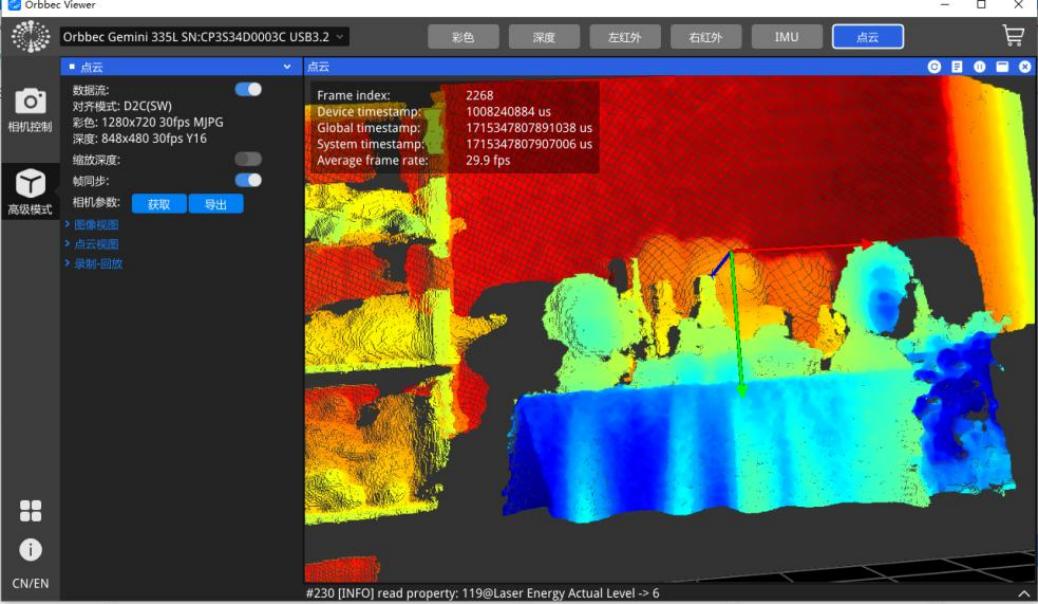 Orbbec Viewer
Orbbec Gemini 335L SN:CP3S34D0003C USB3.2
彩色
深度
左红外
右红外
IMU
点云
相机控制
高级模式
CN/EN
点云
数据流:
对齐模式: D2C(SW)
彩色: 1280x720 30fps MJPG
深度: 848x480 30fps Y16
缩放深度:
帧同步:
相机参数: 获取 导出
图像视图
点云视图
录制-回放
点云
Frame index: 2268
Device timestamp: 1008240884 us
Global timestamp: 1715347807891038 us
System timestamp: 1715347807907006 us
Average frame rate: 29.9 fps
#230 [INFO] read property: 119@Laser Energy Actual Level -> 6